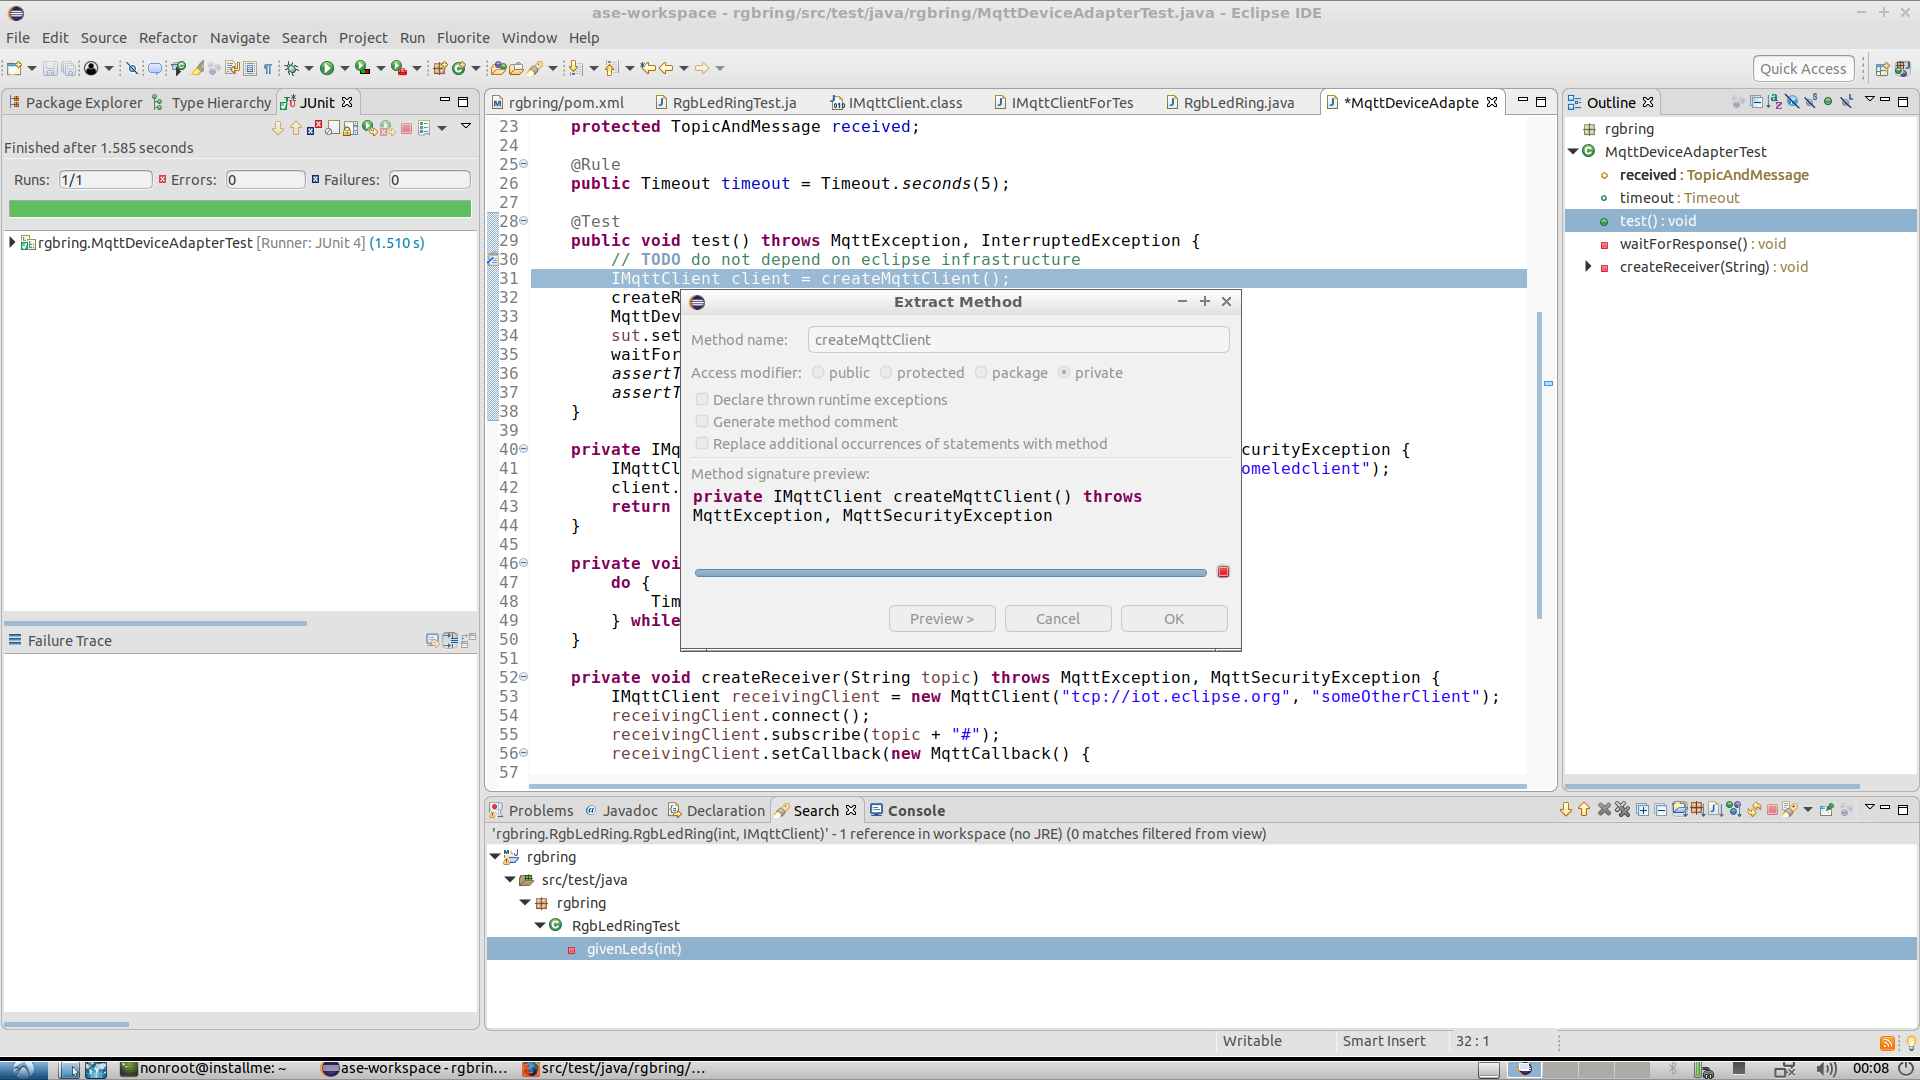 ase-workspace - rgbring/src/test/java/rgbring/MqttDeviceAdapterTest.java - Eclipse IDE
File Edit Source Refactor Navigate Search Project Run Fluorite Window Help
Quick Access
Package Explorer Type Hierarchy JUnit
Finished after 1.585 seconds
Runs: 1/1 Errors: 0 Failures: 0
rgbring.MqttDeviceAdapterTest [Runner: JUnit 4] (1.510 s)
Failure Trace
rgbring/pom.xml RgbLedRingTest.ja IMqttClient.class IMqttClientForTes RgbLedRing.java *MqttDeviceAdapte
23 protected TopicAndMessage received;
24
25 @Rule
26 public Timeout timeout = Timeout.seconds(5);
27
28 @Test
29 public void test() throws MqttException, InterruptedException {
30 // TODO do not depend on eclipse infrastructure
31 IMqttClient client = createMqttClient();
32 createR
33 MqttDev
34 sut.set
35 waitFor
36 assertT
37 assertT
38 }
39
40 private IMq curityException {
41 IMqttCl omeledclient");
42 client.
43 return
44 }
45
46 private voi
47 do {
48 Tim
49 } while
50 }
51
52 private void createReceiver(String topic) throws MqttException, MqttSecurityException {
53 IMqttClient receivingClient = new MqttClient("tcp://iot.eclipse.org", "someOtherClient");
54 receivingClient.connect();
55 receivingClient.subscribe(topic + "#");
56 receivingClient.setCallback(new MqttCallback() {
57
Extract Method
Method name: createMqttClient
Access modifier: public protected package private
Declare thrown runtime exceptions
Generate method comment
Replace additional occurrences of statements with method
Method signature preview:
private IMqttClient createMqttClient() throws
MqttException, MqttSecurityException
Preview > Cancel OK
Outline
rgbring
MqttDeviceAdapterTest
received : TopicAndMessage
timeout : Timeout
test() : void
waitForResponse() : void
createReceiver(String) : void
Problems Javadoc Declaration Search Console
'rgbring.RgbLedRing.RgbLedRing(int, IMqttClient)' - 1 reference in workspace (no JRE) (0 matches filtered from view)
rgbring
src/test/java
rgbring
RgbLedRingTest
givenLeds(int)
Writable Smart Insert 32 : 1
nonroot@installme: ~ ase-workspace - rgbrin... src/test/java/rgbring/... 00:08